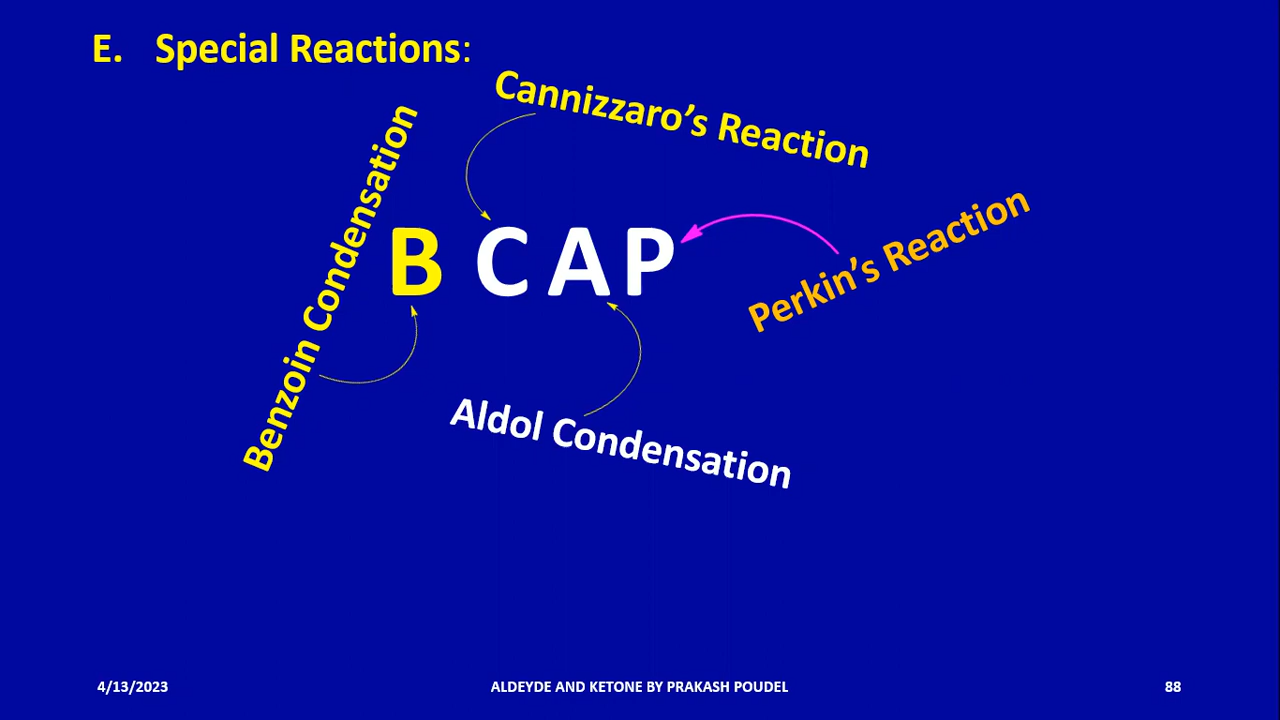 E. Special Reactions:
Cannizzaro’s Reaction
Benzoin Condensation
B CAP
Perkin’s Reaction
Aldol Condensation
4/13/2023
ALDEYDE AND KETONE BY PRAKASH POUDEL
88